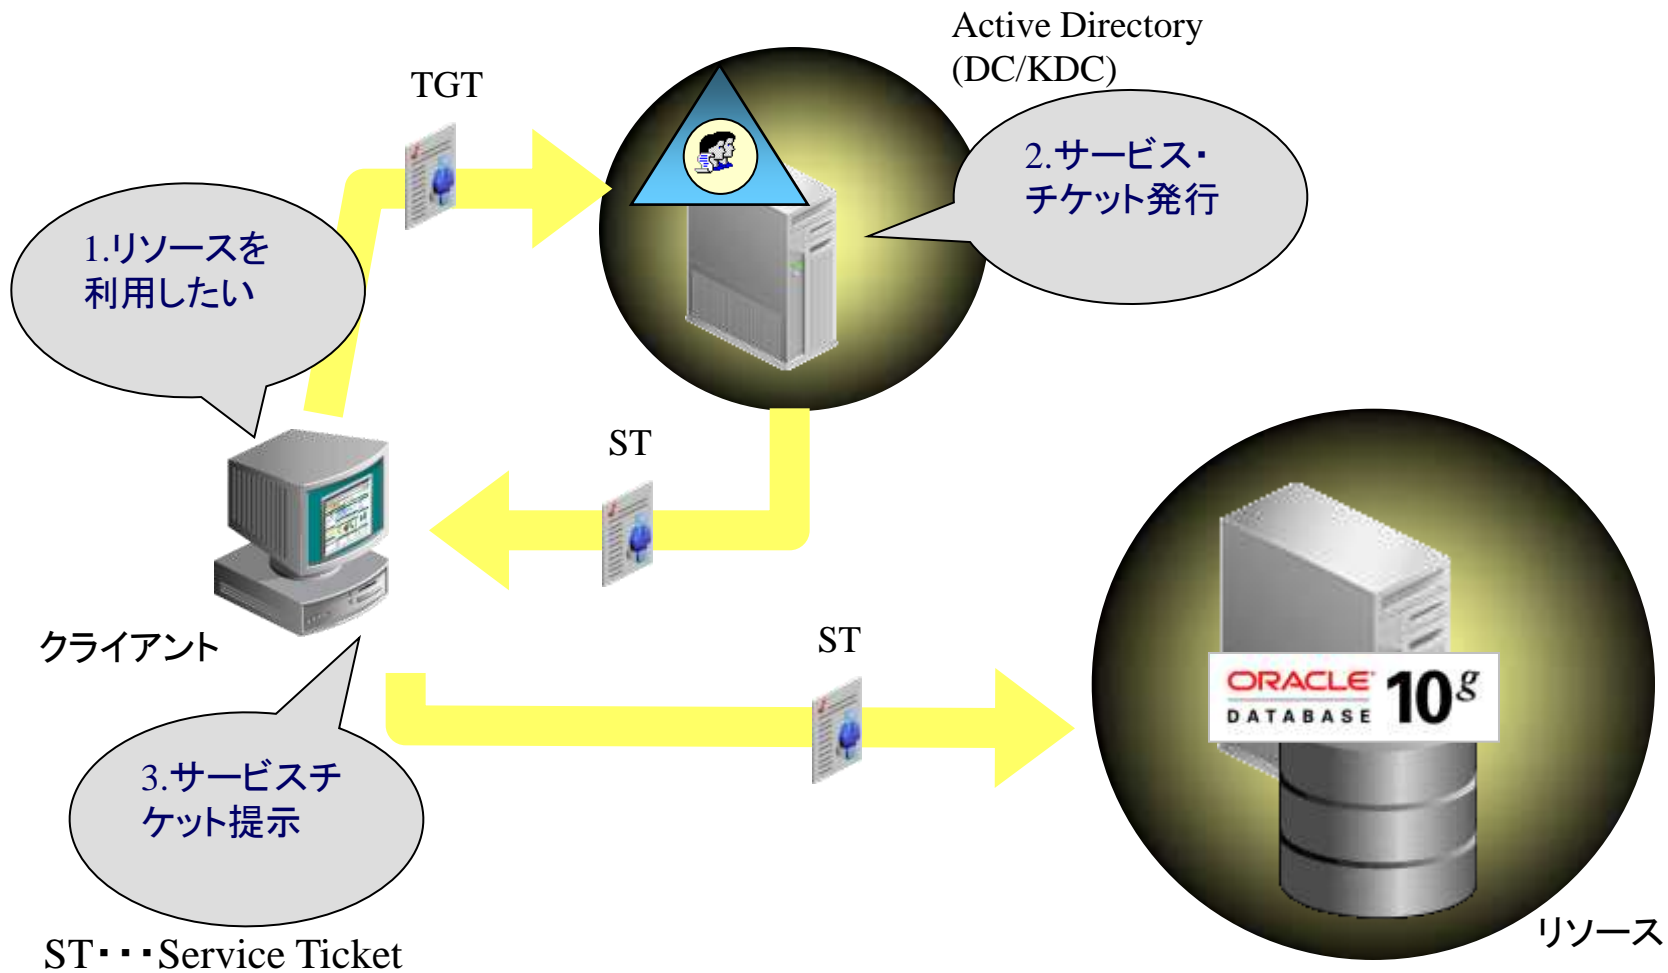 Active Directory
(DC/KDC)
TGT
2.サービス・
チケット発行
1.リソースを
利用したい
ST
クライアント
ST
ORACLE
DATABASE
10g
3.サービスチ
ケット提示
リソース
ST・・・Service Ticket